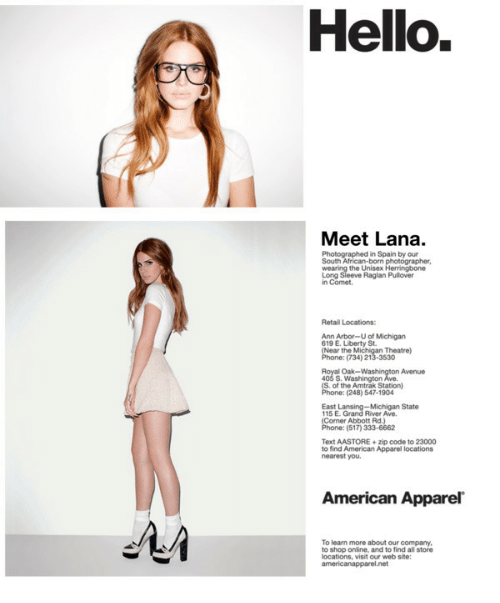 Hello.
Meet Lana.
Photographed in Spain by our
South African-born photographer,
wearing the Unisex Herringbone
Long Sleeve Raglan Pullover
in Comet.
Retail Locations:
Ann Arbor—U of Michigan
619 E. Liberty St.
(Near the Michigan Theatre)
Phone: (734) 213-3530
Royal Oak—Washington Avenue
405 S. Washington Ave.
(S. of the Amtrak Station)
Phone: (248) 547-1904
East Lansing—Michigan State
115 E. Grand River Ave.
(Corner Abbott Rd.)
Phone: (517) 333-6662
Text AASTORE + zip code to 23000
to find American Apparel locations
nearest you.
American Apparel®
To learn more about our company,
to shop online, and to find all store
locations, visit our web site:
americanapparel.net